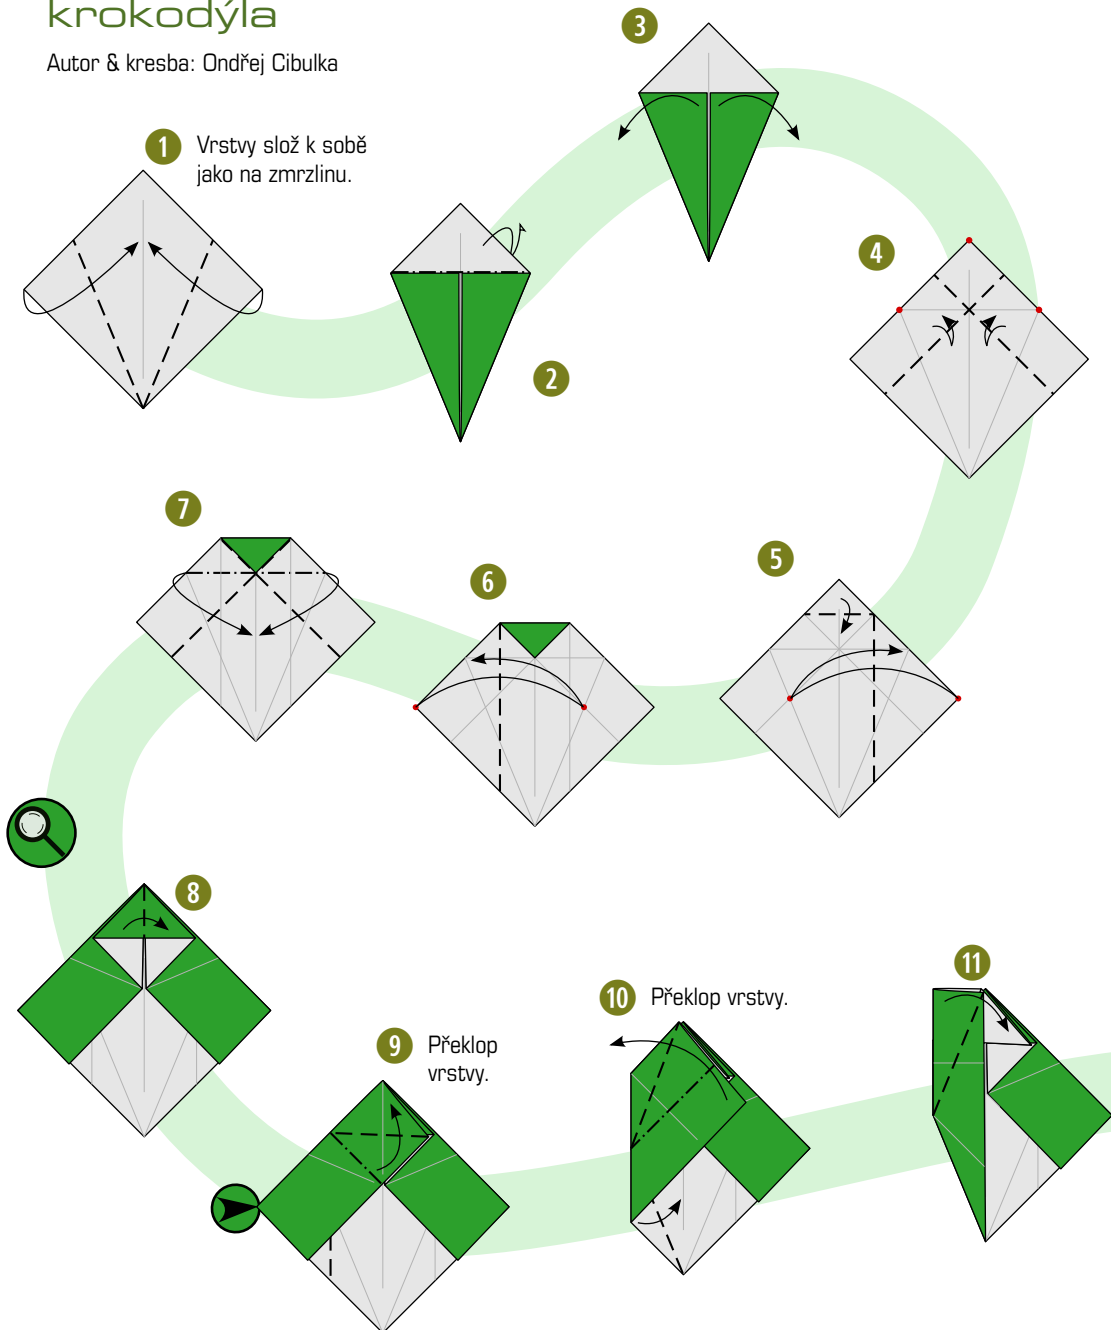 krokodýla
Autor & kresba: Ondřej Cibulka
1
Vrstvy slož k sobě
jako na zmrzlinu.
2
3
4
5
6
7
8
9
Překlop
vrstvy.
10
Překlop vrstvy.
11